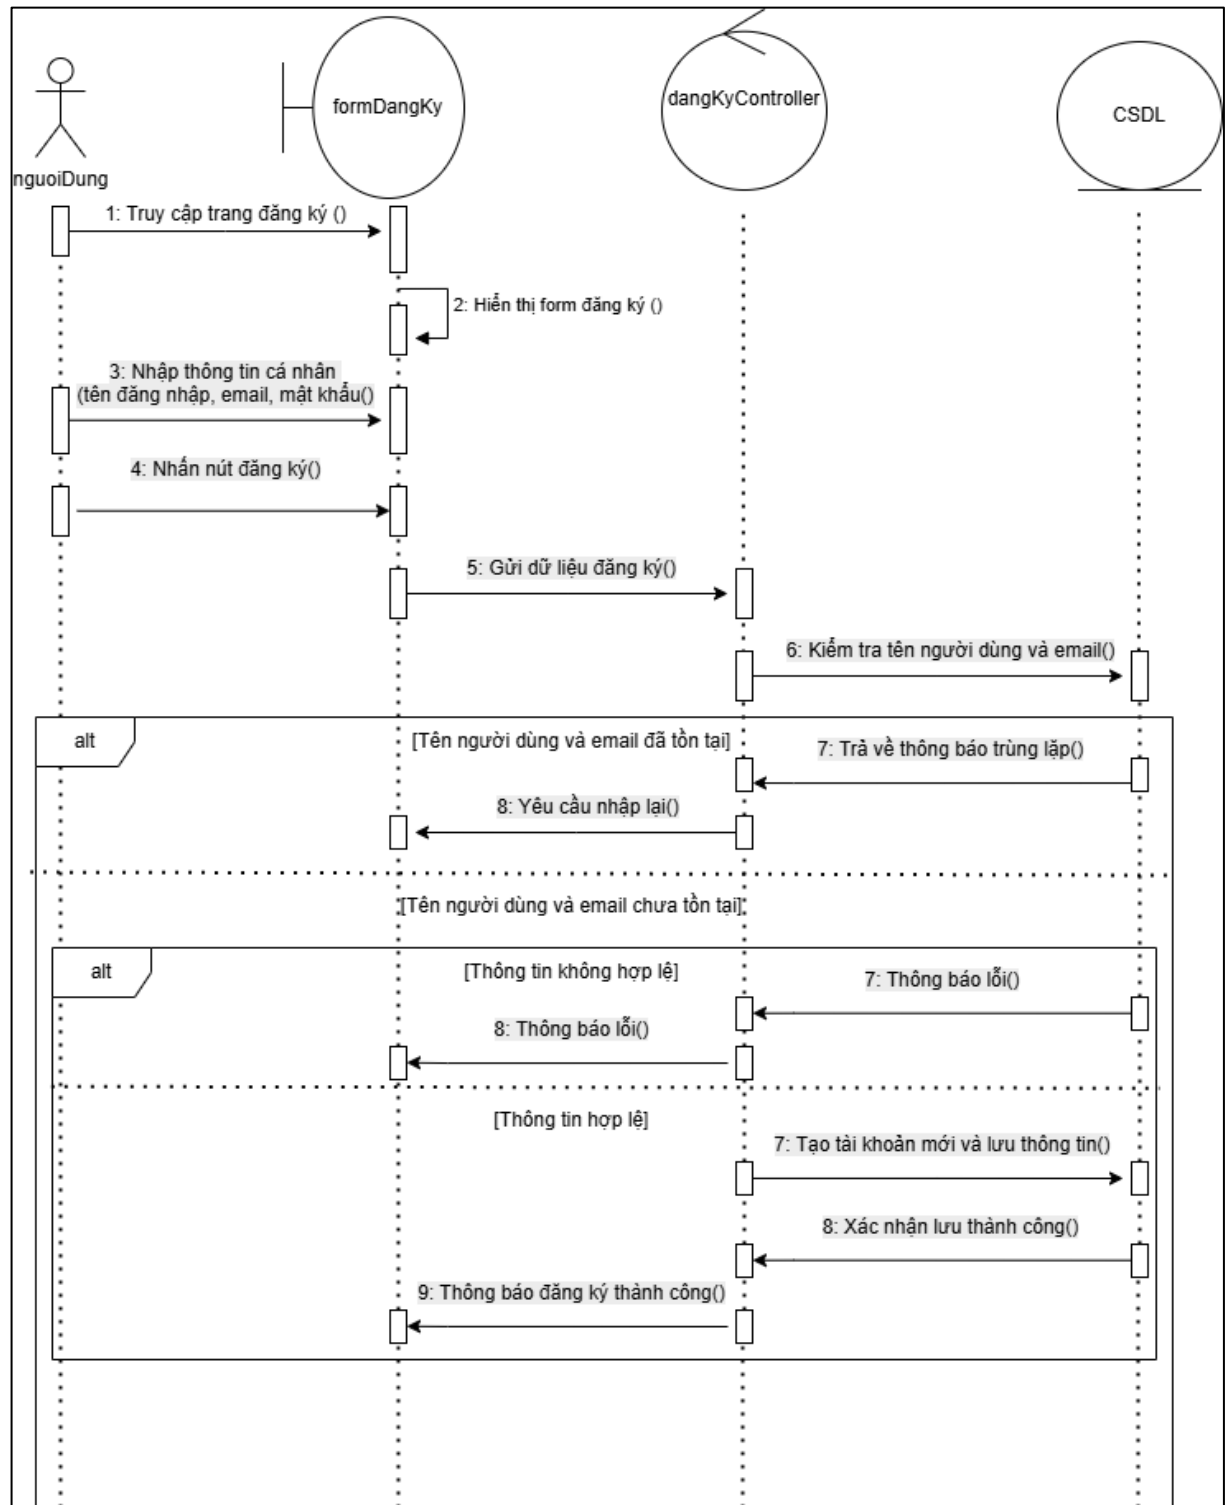 formDangKy
dangKyController
CSDL
nguoiDung
1: Truy cập trang đăng ký ()
2: Hiển thị form đăng ký ()
3: Nhập thông tin cá nhân
(tên đăng nhập, email, mật khẩu()
4: Nhấn nút đăng ký()
5: Gửi dữ liệu đăng ký()
6: Kiểm tra tên người dùng và email()
alt
[Tên người dùng và email đã tồn tại]
7: Trả về thông báo trùng lặp()
8: Yêu cầu nhập lại()
[Tên người dùng và email chưa tồn tại]
alt
[Thông tin không hợp lệ]
7: Thông báo lỗi()
8: Thông báo lỗi()
[Thông tin hợp lệ]
7: Tạo tài khoản mới và lưu thông tin()
8: Xác nhận lưu thành công()
9: Thông báo đăng ký thành công()